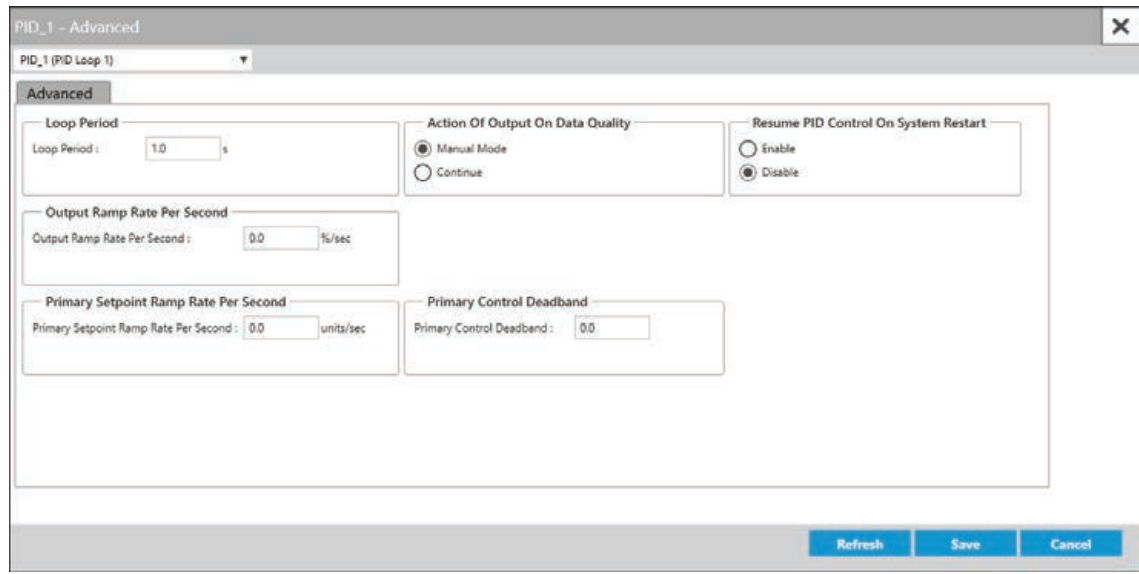 PID_1 - Advanced
PID_1 (PID Loop 1)
Advanced
Loop Period
Loop Period : 1.0 s
Action Of Output On Data Quality
Manual Mode
Continue
Resume PID Control On System Restart
Enable
Disable
Output Ramp Rate Per Second
Output Ramp Rate Per Second : 0.0 %/sec
Primary Setpoint Ramp Rate Per Second
Primary Setpoint Ramp Rate Per Second : 0.0 units/sec
Primary Control Deadband
Primary Control Deadband : 0.0
Refresh Save Cancel